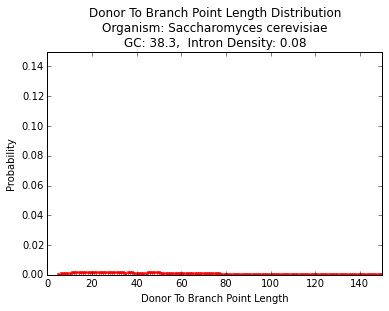 Donor To Branch Point Length Distribution
Organism: Saccharomyces cerevisiae
GC: 38.3,  Intron Density: 0.08
0.14
0.12
0.10
0.08
0.06
0.04
0.02
0.00
Probability
0 20 40 60 80 100 120 140
Donor To Branch Point Length